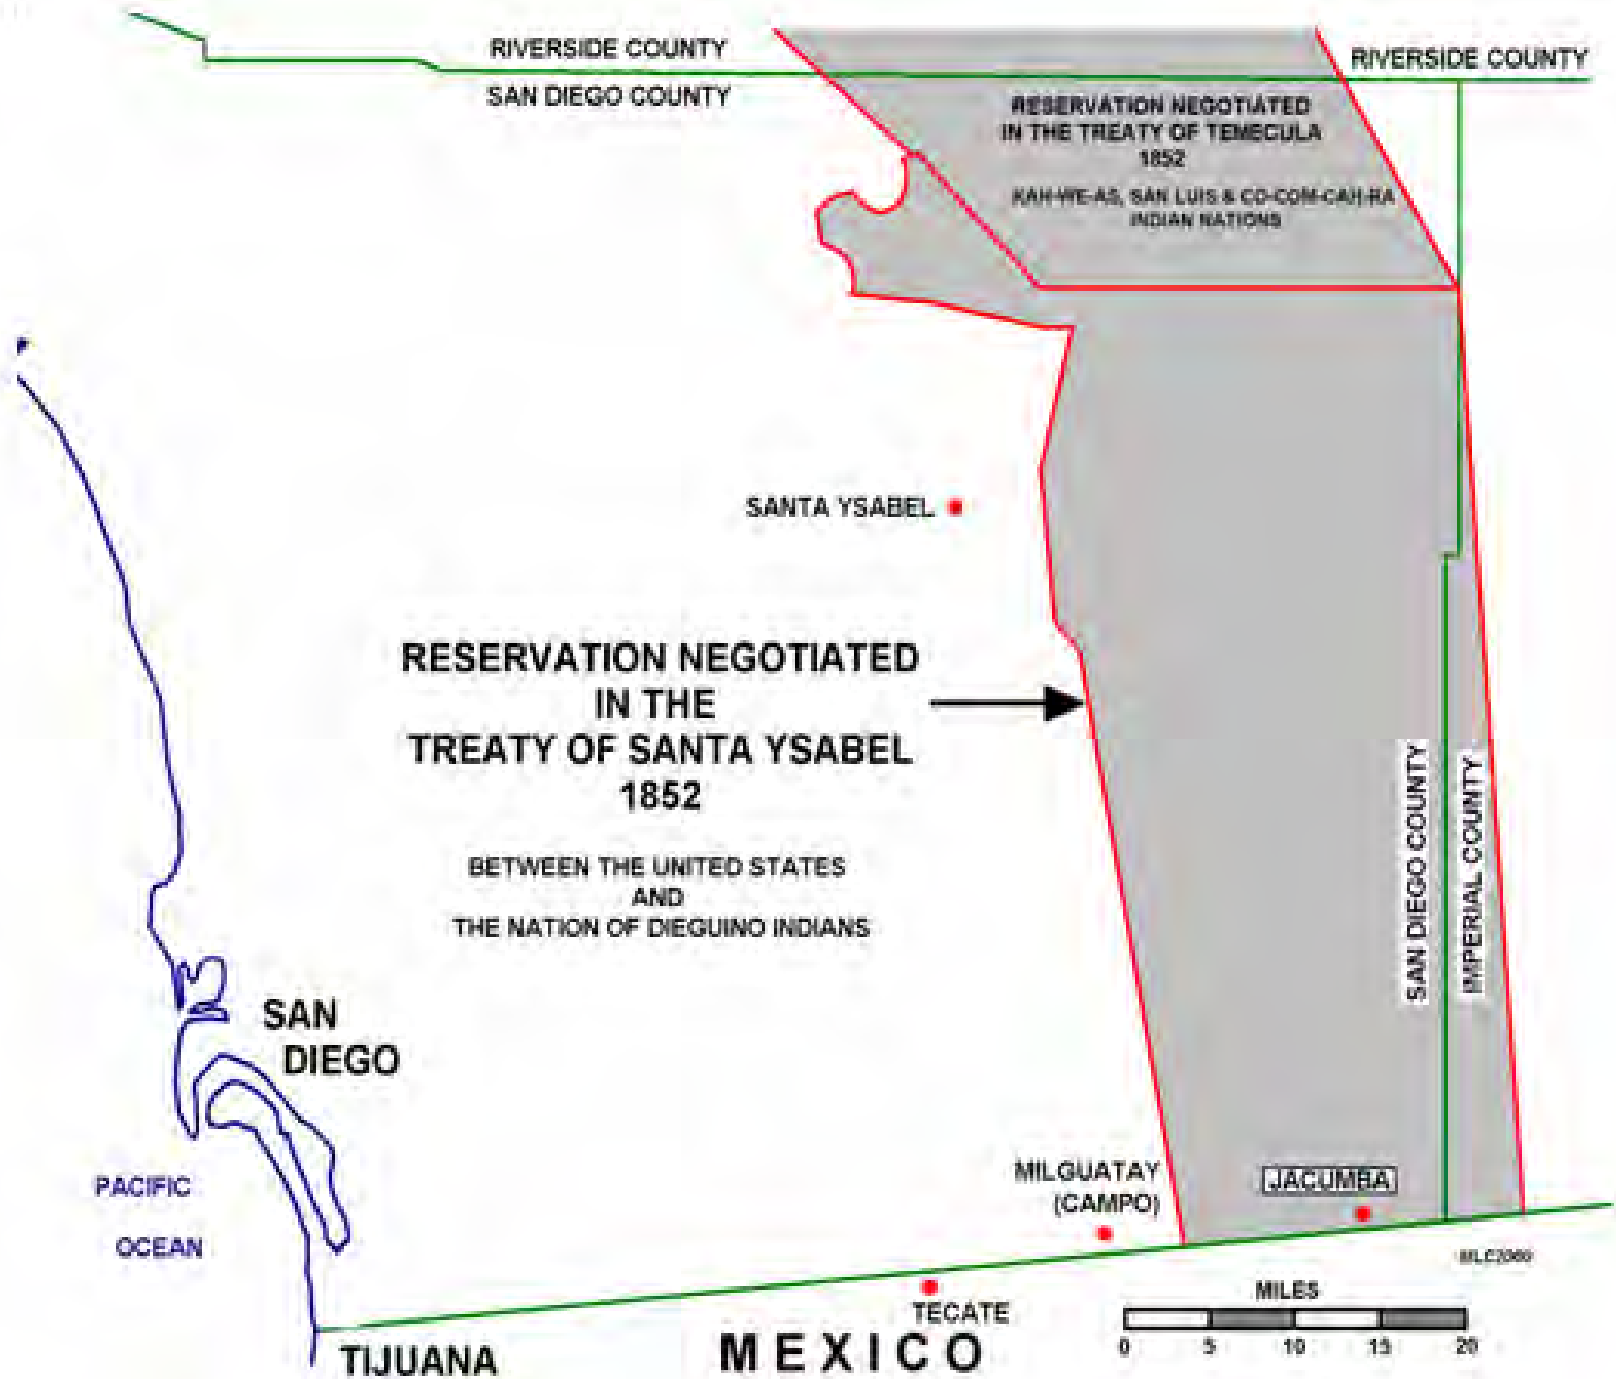 RIVERSIDE COUNTY
SAN DIEGO COUNTY
RIVERSIDE COUNTY
RESERVATION NEGOTIATED
IN THE TREATY OF TEMECULA
1852
KAH-WE-AS, SAN LUIS & CO-COM-CAH-RA
INDIAN NATIONS
SANTA YSABEL
RESERVATION NEGOTIATED
IN THE
TREATY OF SANTA YSABEL
1852
BETWEEN THE UNITED STATES
AND
THE NATION OF DIEGUINO INDIANS
SAN DIEGO COUNTY
IMPERIAL COUNTY
SAN
DIEGO
PACIFIC
OCEAN
MILGUATAY
(CAMPO)
JACUMBA
TECATE
TIJUANA
MEXICO
MILES
0 5 10 15 20